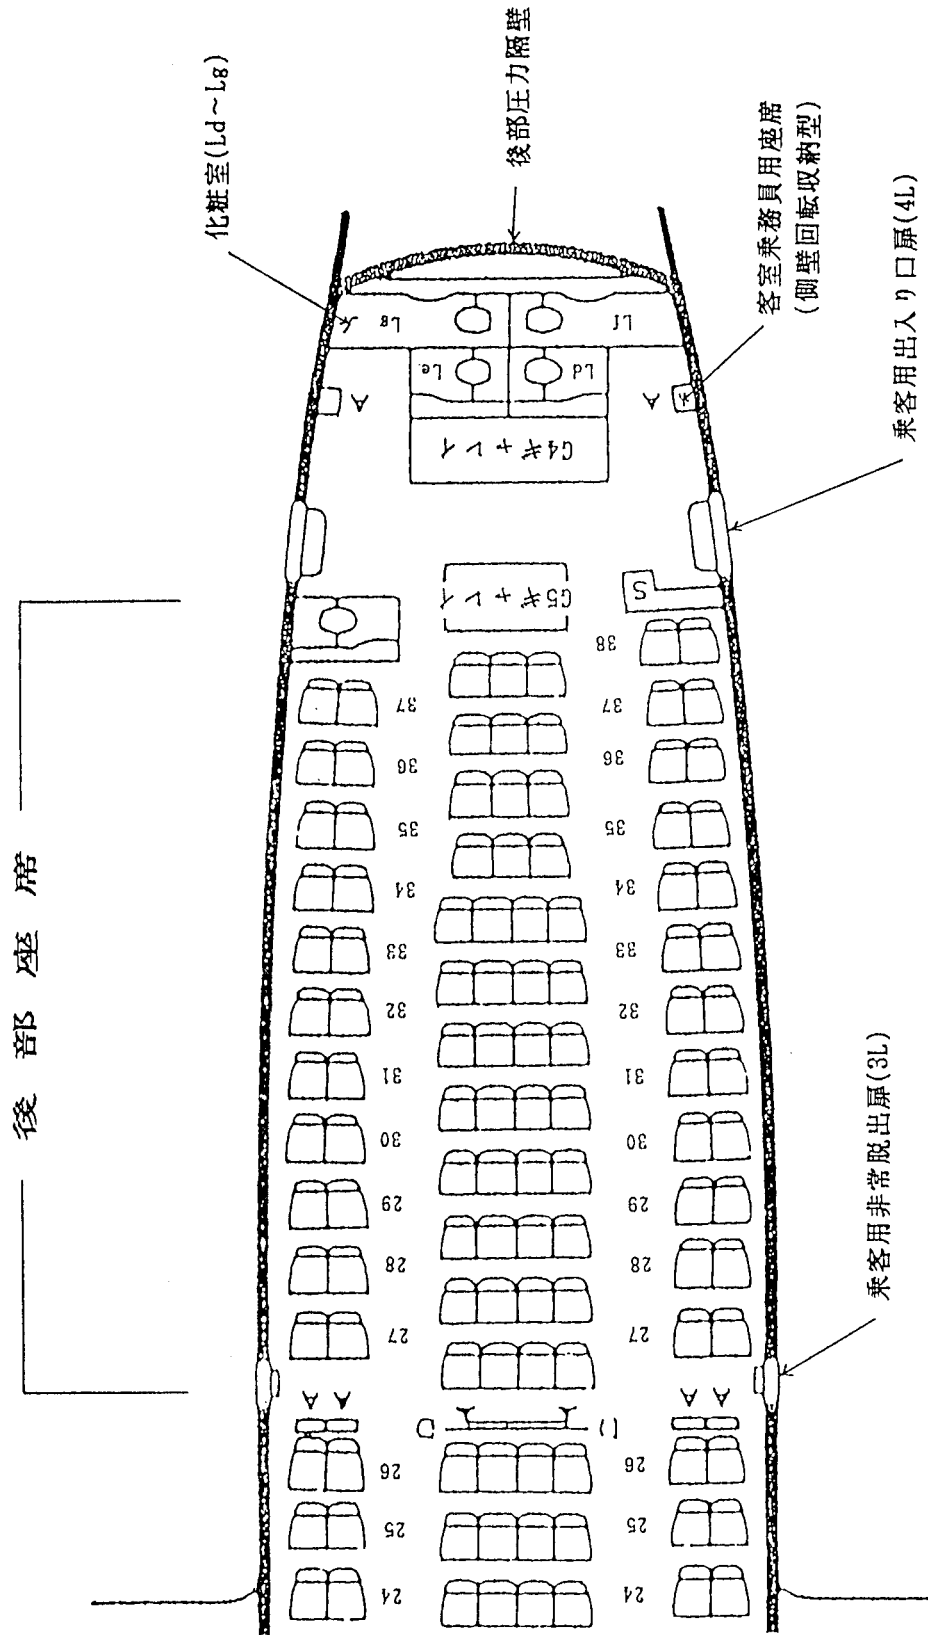 後部座席
化粧室(Ld～Lg)
後部圧力隔壁
客室乗務員用座席
(側壁回転収納型)
乗客用出入り口扉(4L)
乗客用非常脱出扉(3L)
Lg
Lf
Le
Ld
A
A
G4ギャレイ
G5ギャレイ
S
38
37
37
36
36
35
35
34
34
33
33
32
32
31
31
30
30
29
29
28
28
27
27
A
A
A
A
26
26
25
25
24
24